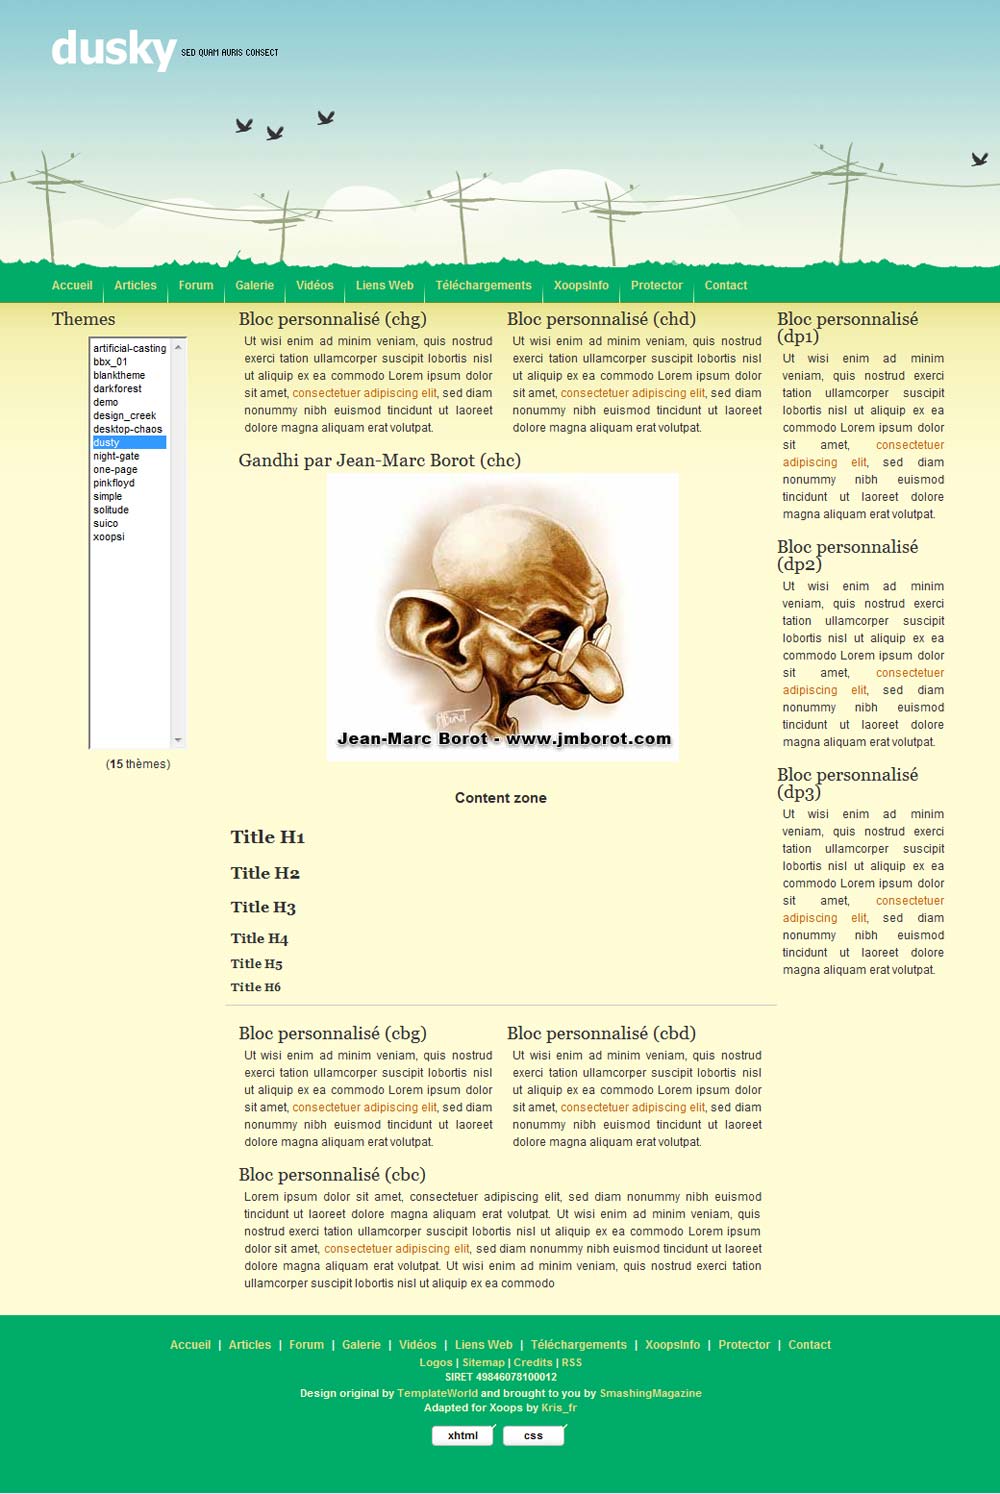 dusky SED QUAM AURIS CONSECT
Accueil Articles Forum Galerie Vidéos Liens Web Téléchargements XoopsInfo Protector Contact
Themes
artificial-casting
bbx_01
blanktheme
darkforest
demo
design_creek
desktop-chaos
dusty
night-gate
one-page
pinkfloyd
simple
solitude
suico
xoopsi
(15 thèmes)
Bloc personnalisé (chg)
Ut wisi enim ad minim veniam, quis nostrud
exerci tation ullamcorper suscipit lobortis nisl
ut aliquip ex ea commodo Lorem ipsum dolor
sit amet, consectetuer adipiscing elit, sed diam
nonummy nibh euismod tincidunt ut laoreet
dolore magna aliquam erat volutpat.
Bloc personnalisé (chd)
Ut wisi enim ad minim veniam, quis nostrud
exerci tation ullamcorper suscipit lobortis nisl
ut aliquip ex ea commodo Lorem ipsum dolor
sit amet, consectetuer adipiscing elit, sed diam
nonummy nibh euismod tincidunt ut laoreet
dolore magna aliquam erat volutpat.
Gandhi par Jean-Marc Borot (chc)
Jean-Marc Borot - www.jmborot.com
Content zone
Title H1
Title H2
Title H3
Title H4
Title H5
Title H6
Bloc personnalisé (cbg)
Ut wisi enim ad minim veniam, quis nostrud
exerci tation ullamcorper suscipit lobortis nisl
ut aliquip ex ea commodo Lorem ipsum dolor
sit amet, consectetuer adipiscing elit, sed diam
nonummy nibh euismod tincidunt ut laoreet
dolore magna aliquam erat volutpat.
Bloc personnalisé (cbd)
Ut wisi enim ad minim veniam, quis nostrud
exerci tation ullamcorper suscipit lobortis nisl
ut aliquip ex ea commodo Lorem ipsum dolor
sit amet, consectetuer adipiscing elit, sed diam
nonummy nibh euismod tincidunt ut laoreet
dolore magna aliquam erat volutpat.
Bloc personnalisé (cbc)
Lorem ipsum dolor sit amet, consectetuer adipiscing elit, sed diam nonummy nibh euismod
tincidunt ut laoreet dolore magna aliquam erat volutpat. Ut wisi enim ad minim veniam, quis
nostrud exerci tation ullamcorper suscipit lobortis nisl ut aliquip ex ea commodo Lorem ipsum
dolor sit amet, consectetuer adipiscing elit, sed diam nonummy nibh euismod tincidunt ut laoreet
dolore magna aliquam erat volutpat. Ut wisi enim ad minim veniam, quis nostrud exerci tation
ullamcorper suscipit lobortis nisl ut aliquip ex ea commodo
Bloc personnalisé
(dp1)
Ut wisi enim ad minim
veniam, quis nostrud exerci
tation ullamcorper suscipit
lobortis nisl ut aliquip ex ea
commodo Lorem ipsum dolor
sit amet, consectetuer
adipiscing elit, sed diam
nonummy nibh euismod
tincidunt ut laoreet dolore
magna aliquam erat volutpat.
Bloc personnalisé
(dp2)
Ut wisi enim ad minim
veniam, quis nostrud exerci
tation ullamcorper suscipit
lobortis nisl ut aliquip ex ea
commodo Lorem ipsum dolor
sit amet, consectetuer
adipiscing elit, sed diam
nonummy nibh euismod
tincidunt ut laoreet dolore
magna aliquam erat volutpat.
Bloc personnalisé
(dp3)
Ut wisi enim ad minim
veniam, quis nostrud exerci
tation ullamcorper suscipit
lobortis nisl ut aliquip ex ea
commodo Lorem ipsum dolor
sit amet, consectetuer
adipiscing elit, sed diam
nonummy nibh euismod
tincidunt ut laoreet dolore
magna aliquam erat volutpat.
Accueil | Articles | Forum | Galerie | Vidéos | Liens Web | Téléchargements | XoopsInfo | Protector | Contact
Logos | Sitemap | Credits | RSS
SIRET 49846078100012
Design original by TemplateWorld and brought to you by SmashingMagazine
Adapted for Xoops by Kris_fr
xhtml css